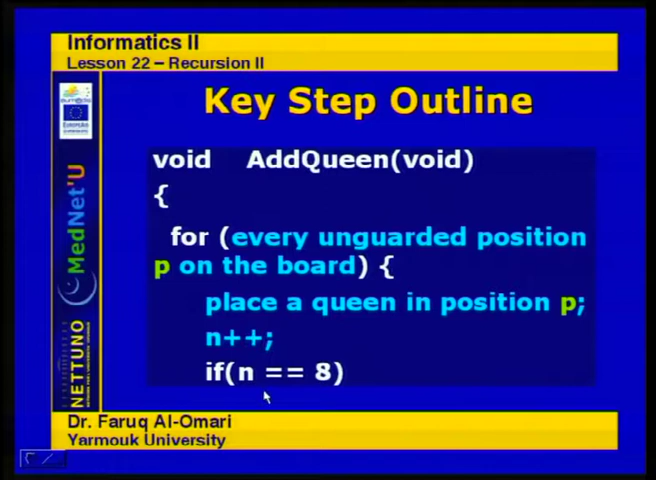 Informatics II
Lesson 22 – Recursion II
Key Step Outline
void AddQueen(void)
{
for (every unguarded position
p on the board) {
place a queen in position p;
n++;
if(n == 8)
MedNet'U
NETTUNO
Dr. Faruq Al-Omari
Yarmouk University